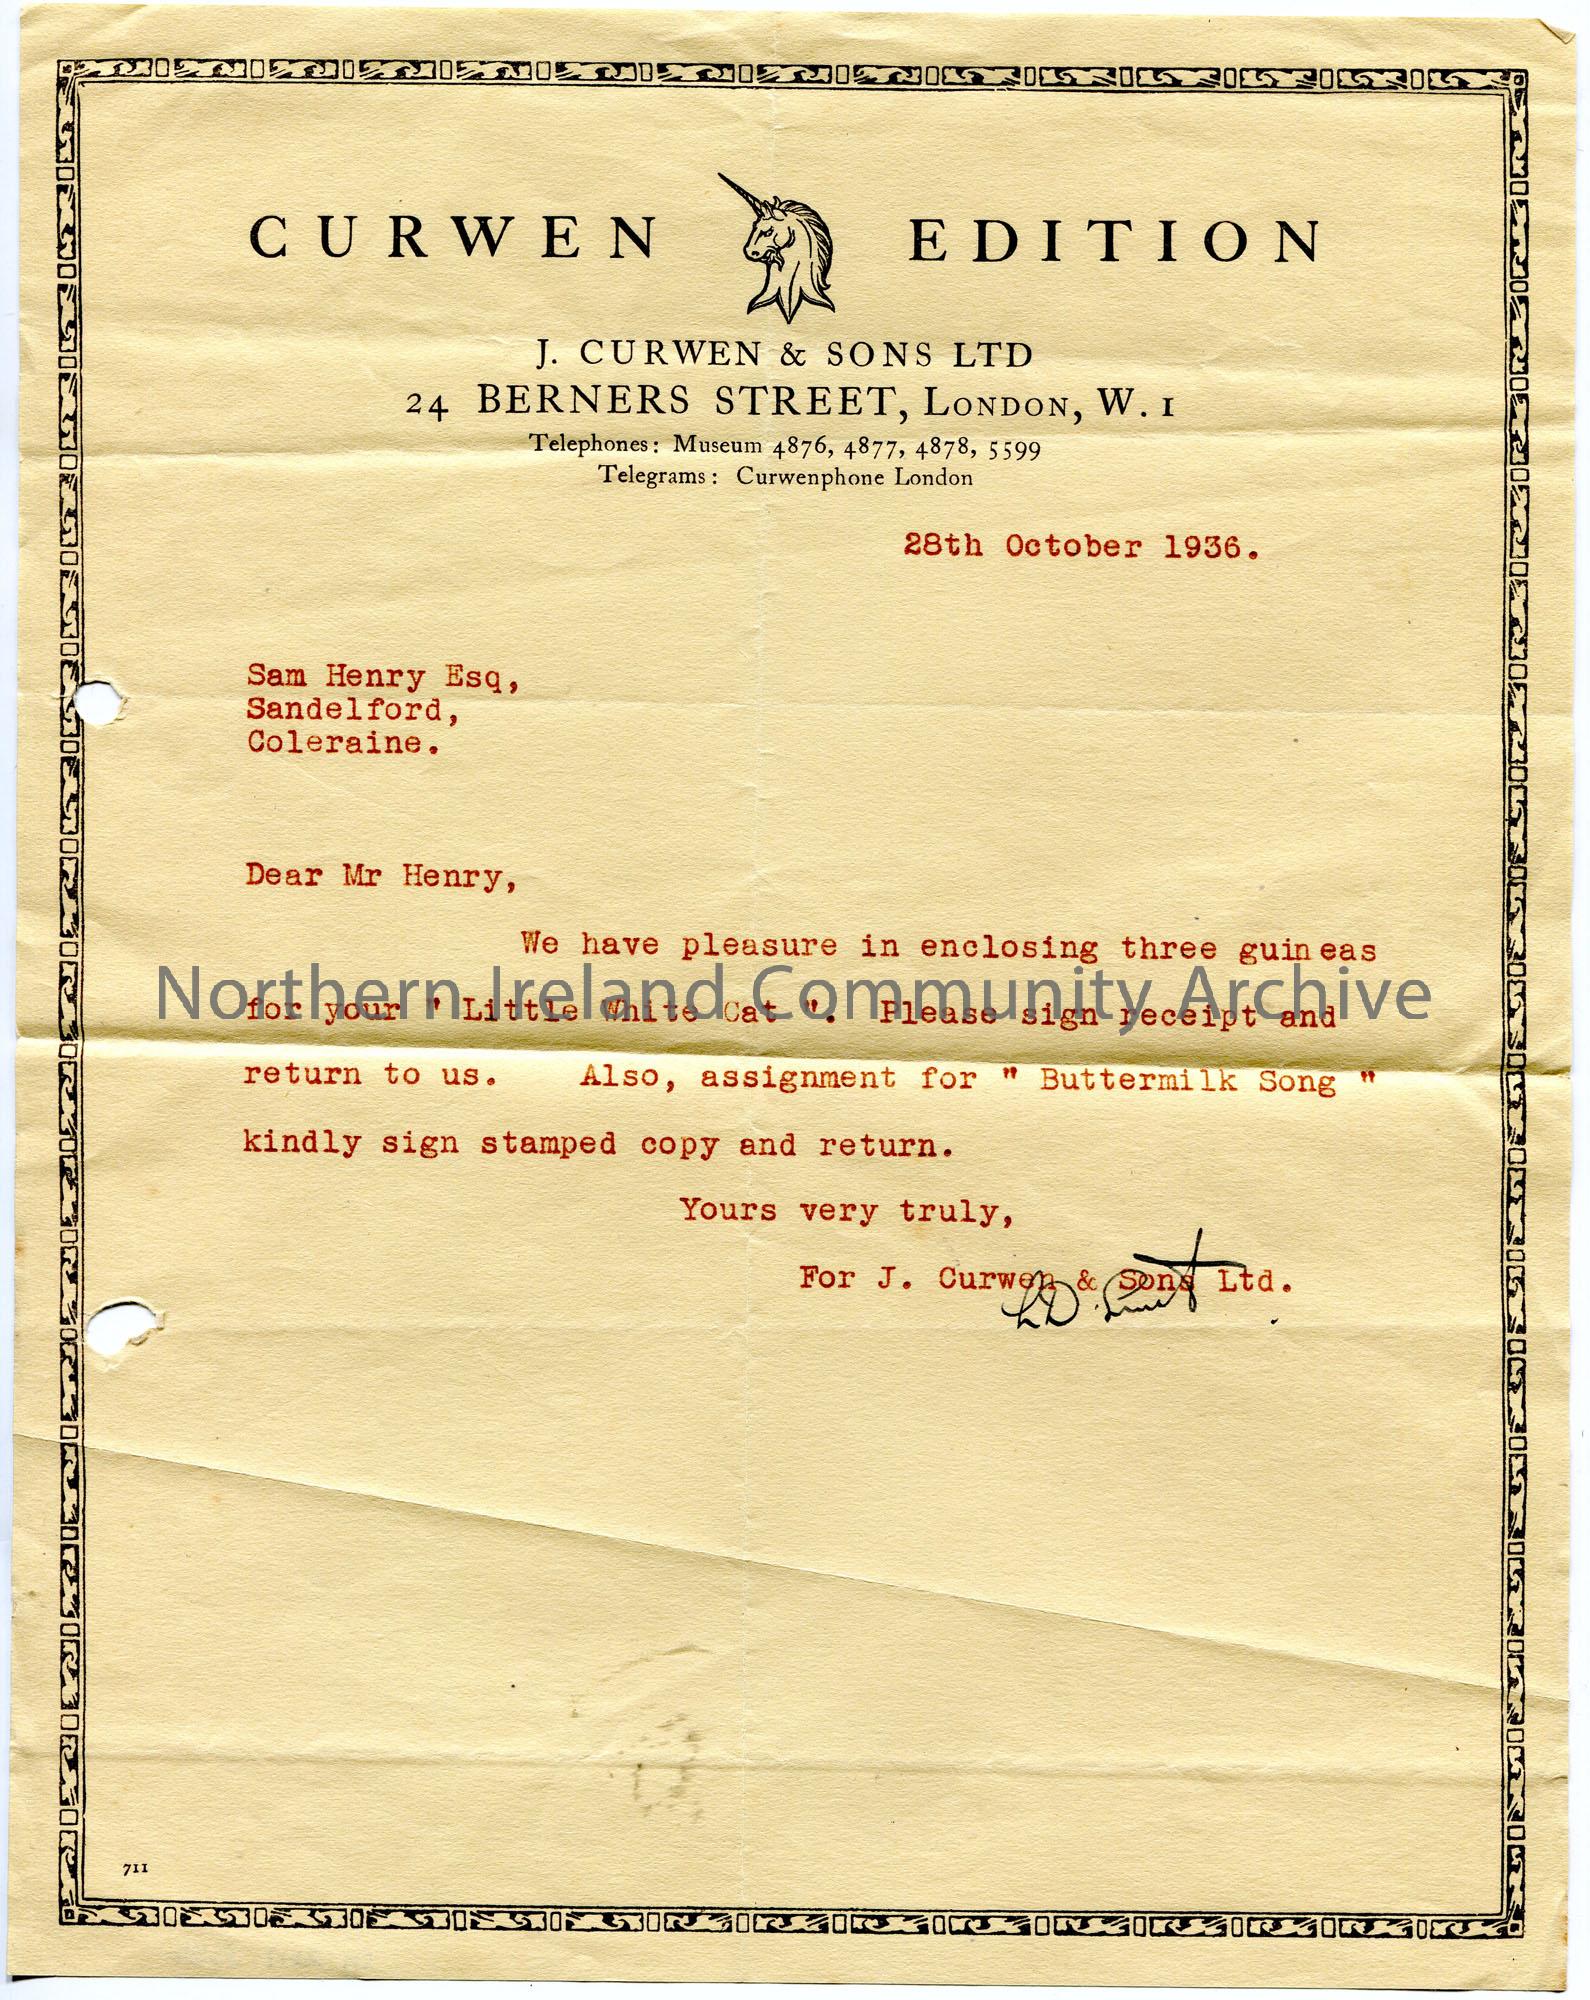 CURWEN EDITION
J. CURWEN & SONS LTD
24 BERNERS STREET, LONDON, W. 1
Telephones: Museum 4876, 4877, 4878, 5599
Telegrams: Curwenphone London
28th October 1936.
Sam Henry Esq,
Sandelford,
Coleraine.
Dear Mr Henry,
We have pleasure in enclosing three guineas
Northern Ireland Community Archive
for your " Little White Cat ". Please sign receipt and
return to us. Also, assignment for " Buttermilk Song "
kindly sign stamped copy and return.
Yours very truly,
For J. Curwen & Sons Ltd.
711